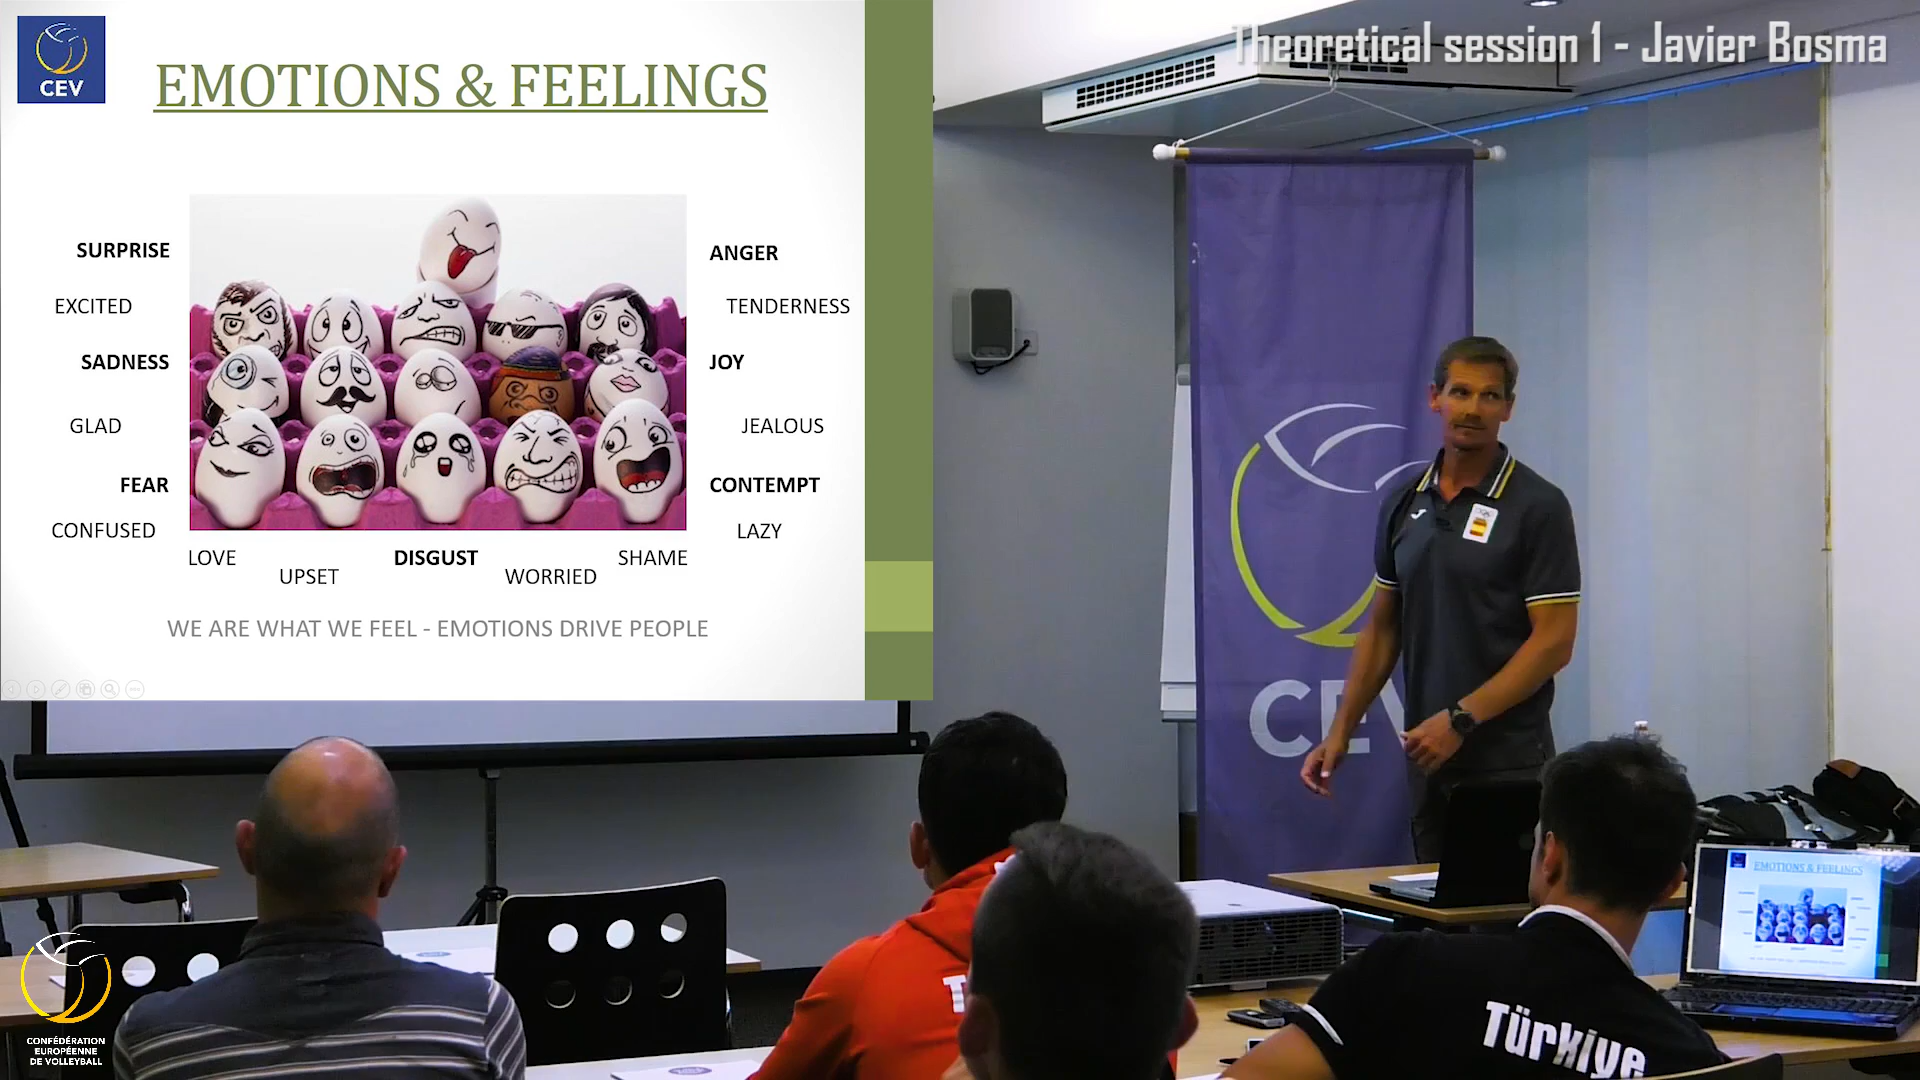 Theoretical session 1 - Javier Bosma
CEV
EMOTIONS & FEELINGS
SURPRISE
ANGER
EXCITED
TENDERNESS
SADNESS
JOY
GLAD
JEALOUS
FEAR
CONTEMPT
CONFUSED
LAZY
LOVE
UPSET
DISGUST
WORRIED
SHAME
WE ARE WHAT WE FEEL - EMOTIONS DRIVE PEOPLE
CEV
EMOTIONS & FEELINGS
T
Türkiye
CONFÉDÉRATION
EUROPÉENNE
DE VOLLEYBALL